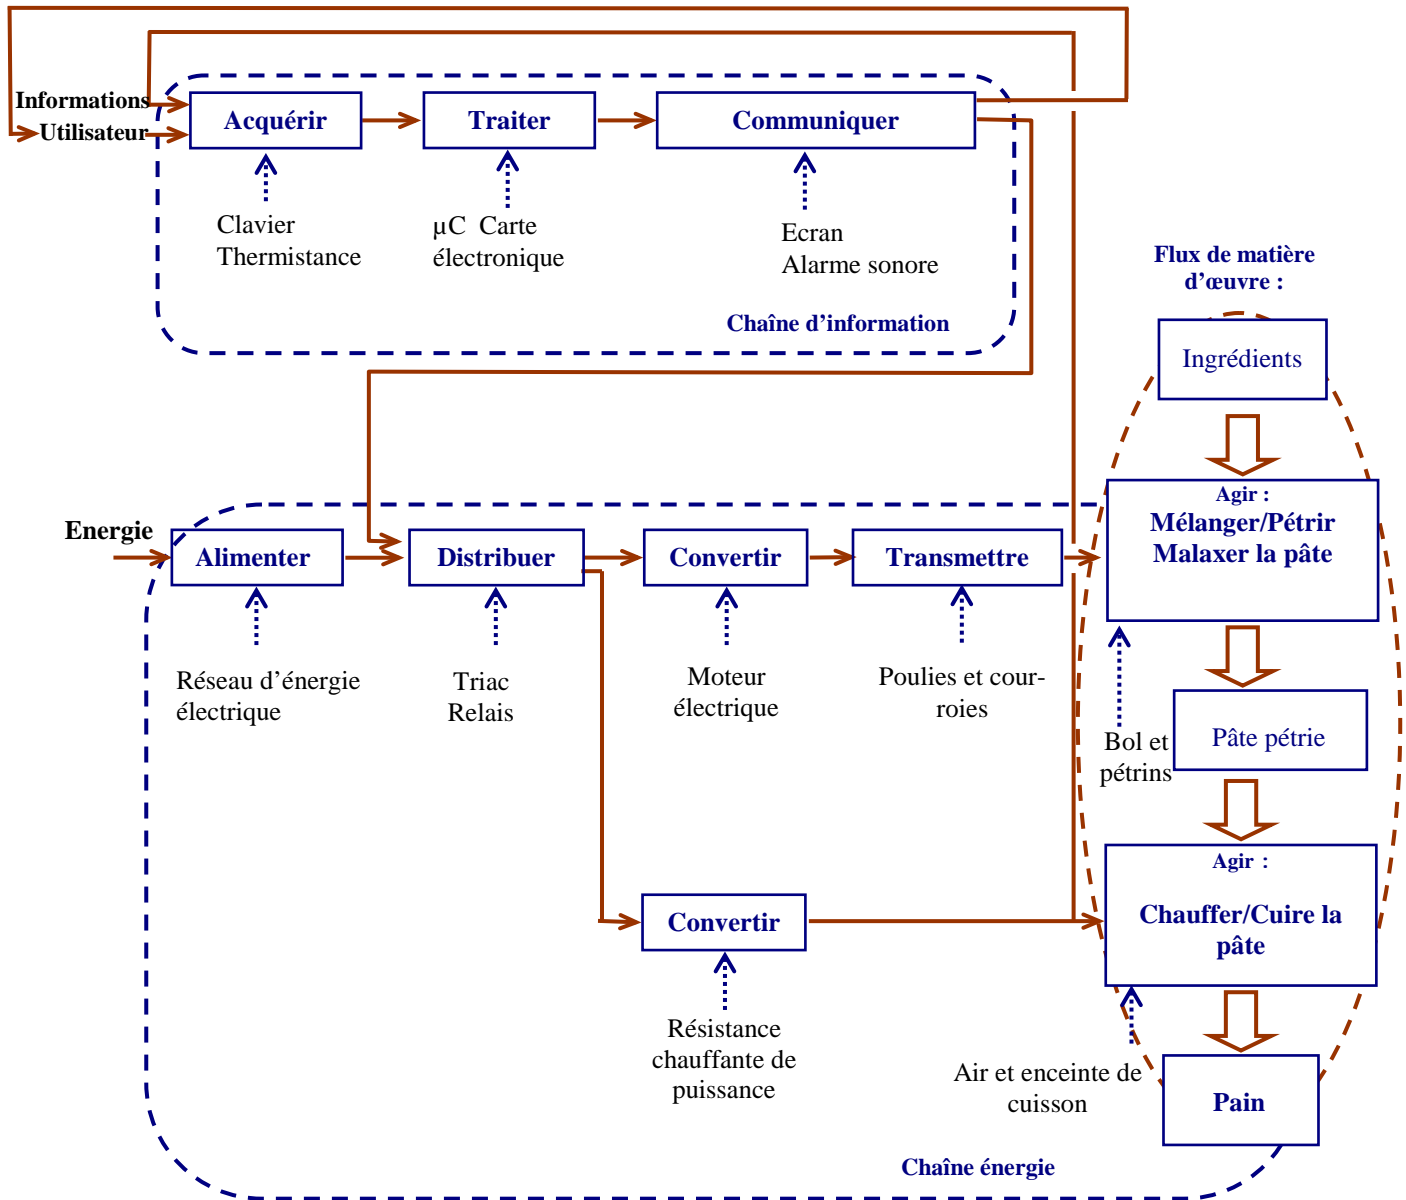 Informations
Utilisateur
Acquérir
Traiter
Communiquer
Clavier
Thermistance
µC Carte
électronique
Ecran
Alarme sonore
Chaîne d’information
Flux de matière
d’œuvre :
Ingrédients
Energie
Alimenter
Distribuer
Convertir
Transmettre
Agir :
Mélanger/Pétrir
Malaxer la pâte
Réseau d’énergie
électrique
Triac
Relais
Moteur
électrique
Poulies et cour-
roies
Bol et
pétrins
Pâte pétrie
Convertir
Agir :
Chauffer/Cuire la
pâte
Résistance
chauffante de
puissance
Air et enceinte de
cuisson
Pain
Chaîne énergie